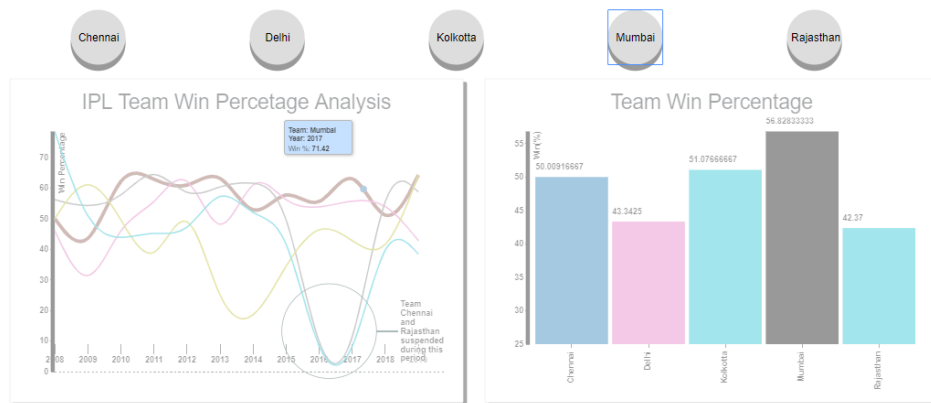 Chennai
Delhi
Kolkotta
Mumbai
Rajasthan
IPL Team Win Percetage Analysis
Team: Mumbai
Year: 2017
Win %: 71.42
Win Percentage
70
60
50
40
30
20
10
0
Team
Chennai
and
Rajasthan
suspended
during this
period
2008
2009
2010
2011
2012
2013
2014
2015
2016
2017
2018
Team Win Percentage
Win(%)
55
50
45
40
35
30
25
50.00916667
43.3425
51.07666667
56.82833333
42.37
Chennai
Delhi
Kolkotta
Mumbai
Rajasthan